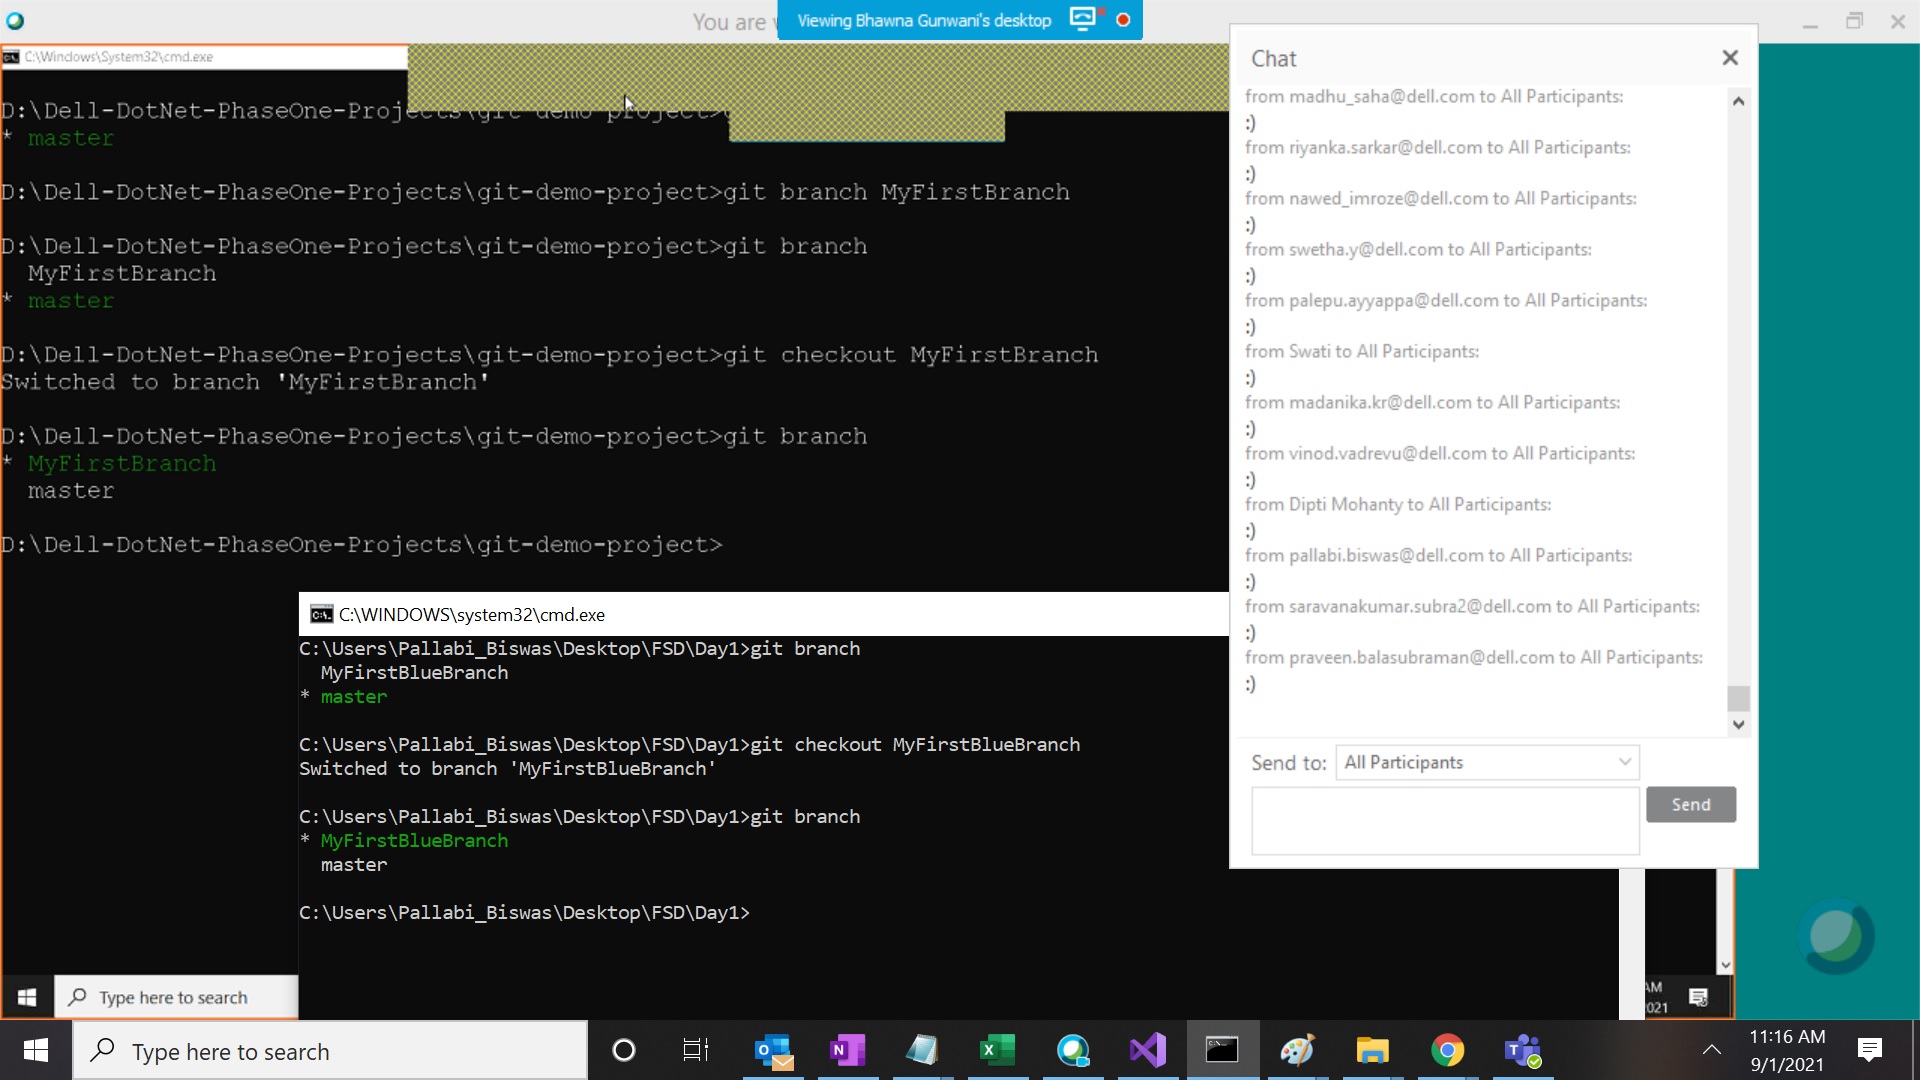 You are
Viewing Bhawna Gunwani's desktop
C:\Windows\System32\cmd.exe
D:\Dell-DotNet-PhaseOne-Projects\git-demo-project>
* master
D:\Dell-DotNet-PhaseOne-Projects\git-demo-project>git branch MyFirstBranch
D:\Dell-DotNet-PhaseOne-Projects\git-demo-project>git branch
MyFirstBranch
* master
D:\Dell-DotNet-PhaseOne-Projects\git-demo-project>git checkout MyFirstBranch
Switched to branch 'MyFirstBranch'
D:\Dell-DotNet-PhaseOne-Projects\git-demo-project>git branch
* MyFirstBranch
master
D:\Dell-DotNet-PhaseOne-Projects\git-demo-project>
C:\WINDOWS\system32\cmd.exe
C:\Users\Pallabi_Biswas\Desktop\FSD\Day1>git branch
MyFirstBlueBranch
* master
C:\Users\Pallabi_Biswas\Desktop\FSD\Day1>git checkout MyFirstBlueBranch
Switched to branch 'MyFirstBlueBranch'
C:\Users\Pallabi_Biswas\Desktop\FSD\Day1>git branch
* MyFirstBlueBranch
master
C:\Users\Pallabi_Biswas\Desktop\FSD\Day1>
Chat
from madhu_saha@dell.com to All Participants:
:)
from riyanka.sarkar@dell.com to All Participants:
:)
from nawed_imroze@dell.com to All Participants:
:)
from swetha.y@dell.com to All Participants:
:)
from palepu.ayyappa@dell.com to All Participants:
:)
from Swati to All Participants:
:)
from madanika.kr@dell.com to All Participants:
:)
from vinod.vadrevu@dell.com to All Participants:
:)
from Dipti Mohanty to All Participants:
:)
from pallabi.biswas@dell.com to All Participants:
:)
from saravanakumar.subra2@dell.com to All Participants:
:)
from praveen.balasubraman@dell.com to All Participants:
:)
Send to: All Participants
Send
Type here to search
AM
021
Type here to search
11:16 AM
9/1/2021